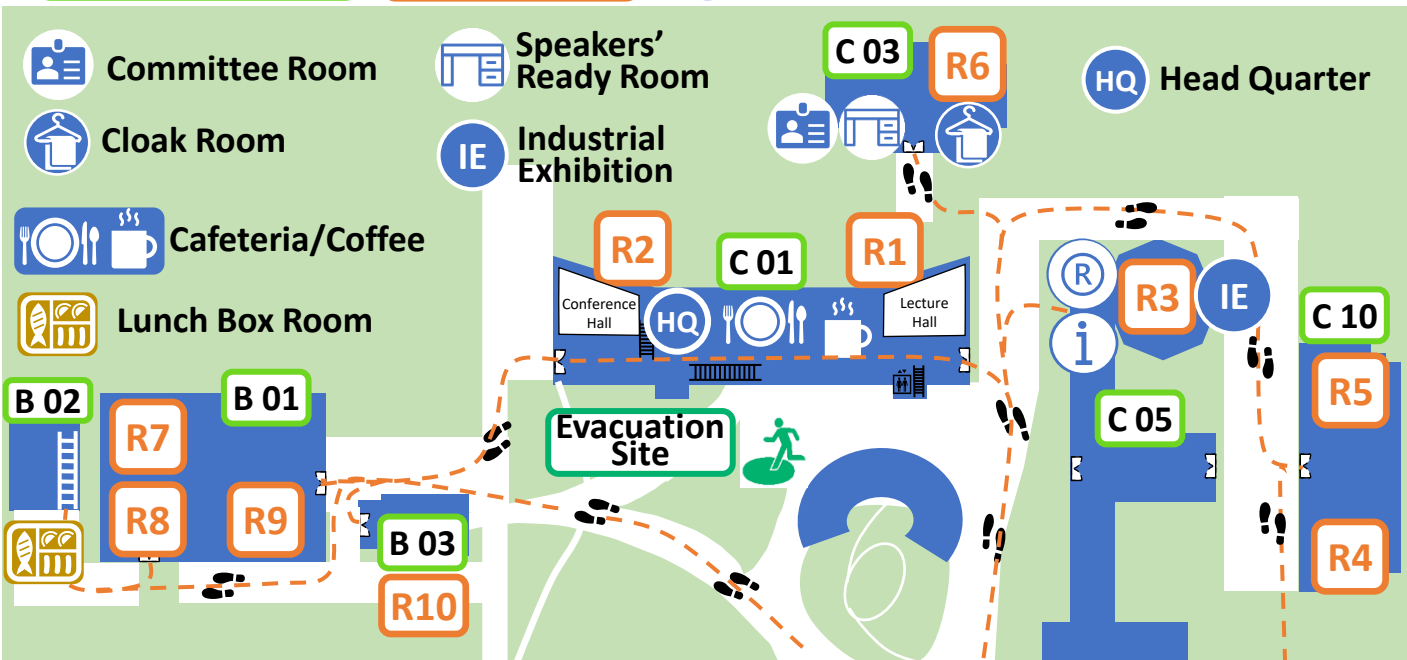 Committee Room
Cloak Room
Cafeteria/Coffee
Lunch Box Room
Speakers’
Ready Room
IE
Industrial
Exhibition
HQ
Head Quarter
C 03
R6
R2
C 01
R1
Conference
Hall
HQ
Lecture
Hall
R
i
R3
IE
C 10
R5
R4
C 05
Evacuation
Site
B 02
B 01
R7
R8
R9
B 03
R10